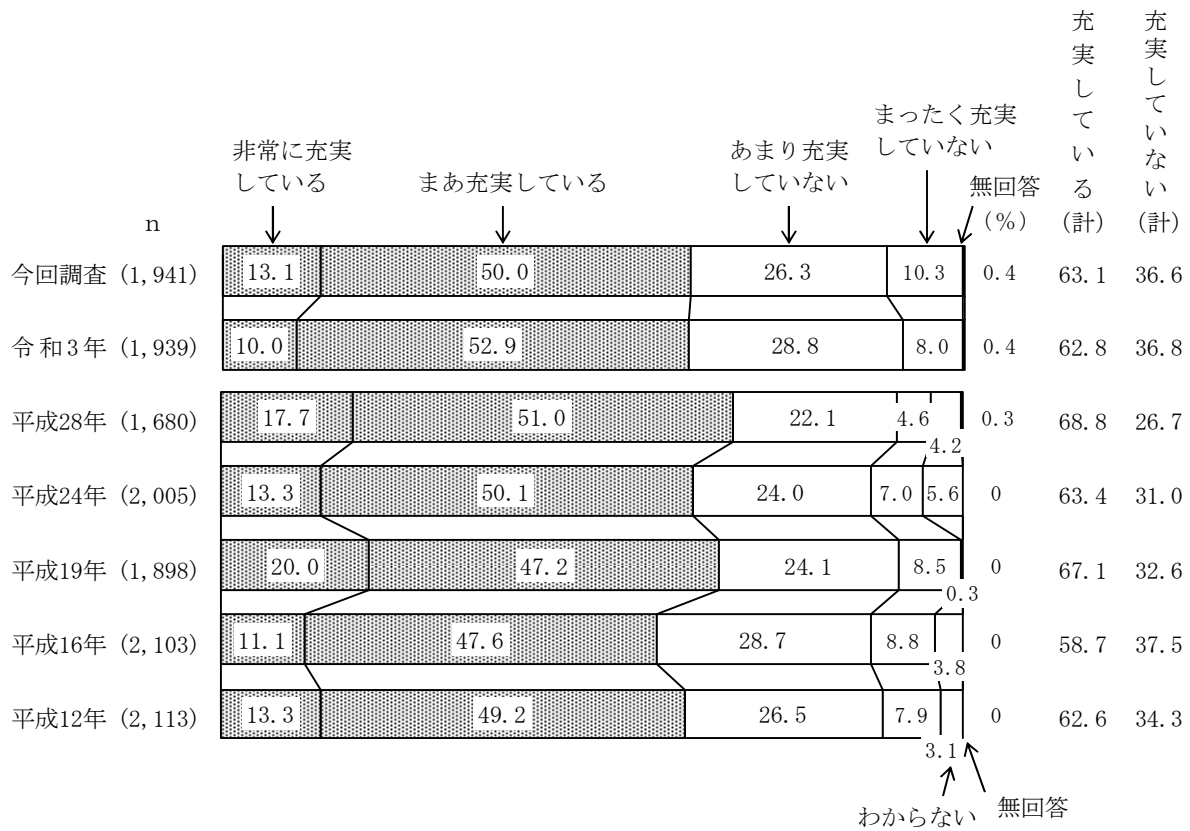 充実している（計）
充実していない（計）
非常に充実
している
まあ充実している
あまり充実
していない
まったく充実
していない
無回答
（%）
n
今回調査 (1,941) 13.1 50.0 26.3 10.3 0.4 63.1 36.6
令和3年 (1,939) 10.0 52.9 28.8 8.0 0.4 62.8 36.8
平成28年 (1,680) 17.7 51.0 22.1 4.6 4.2 0.3 68.8 26.7
平成24年 (2,005) 13.3 50.1 24.0 7.0 5.6 0 63.4 31.0
平成19年 (1,898) 20.0 47.2 24.1 8.5 0.3 0 67.1 32.6
平成16年 (2,103) 11.1 47.6 28.7 8.8 3.8 0 58.7 37.5
平成12年 (2,113) 13.3 49.2 26.5 7.9 3.1 0 62.6 34.3
わからない
無回答